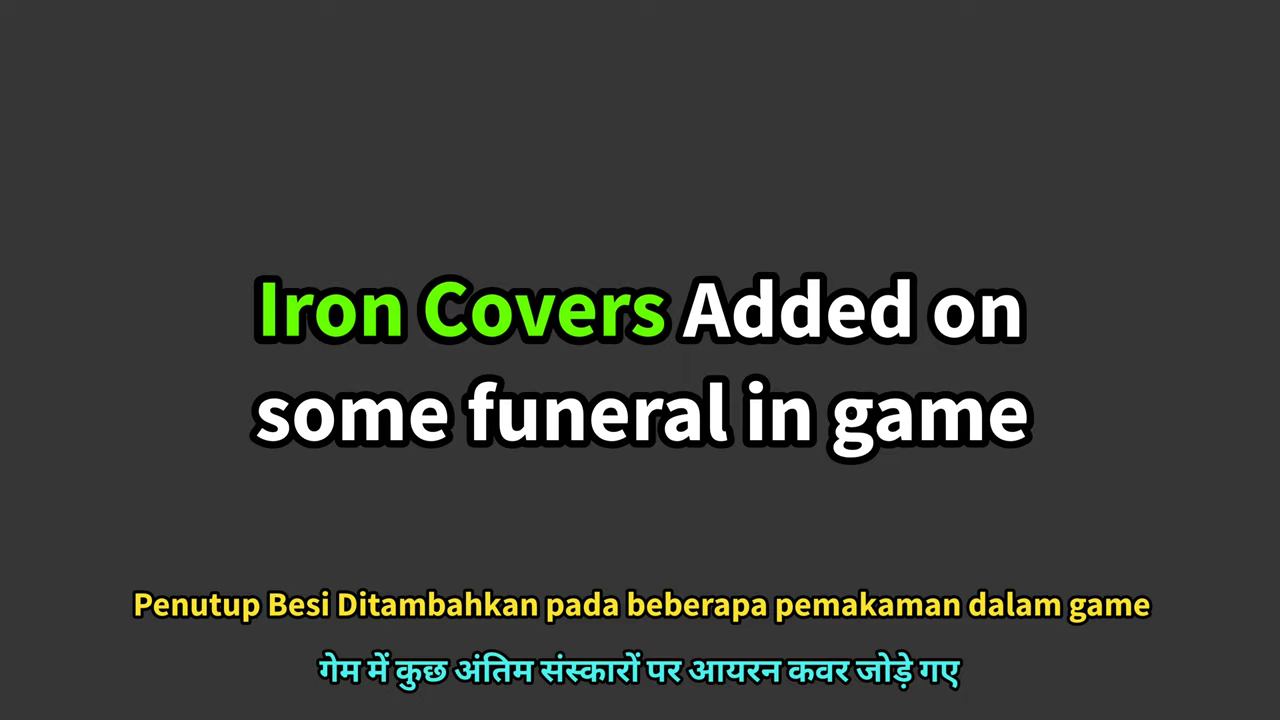 Iron Covers Added on
some funeral in game
Penutup Besi Ditambahkan pada beberapa pemakaman dalam game
गेम में कुछ अंतिम संस्कारों पर आयरन कवर जोड़े गए